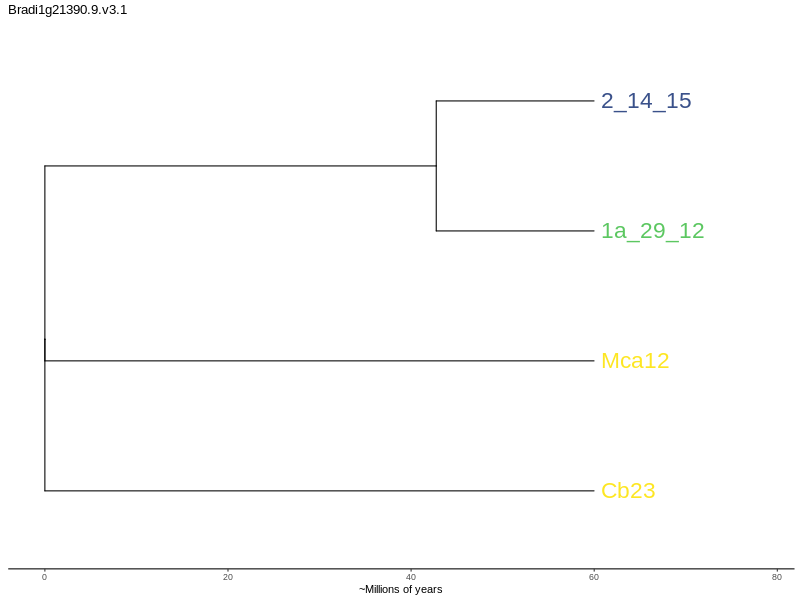 Bradi1g21390.9.v3.1
2_14_15
1a_29_12
Mca12
Cb23
0 20 40 60 80
~Millions of years